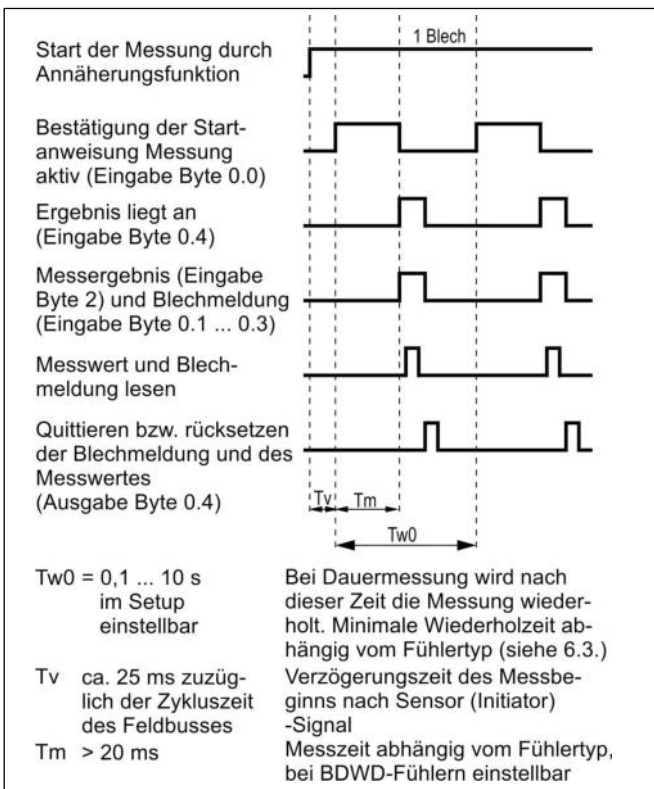 1 Blech
Start der Messung durch
Annäherungsfunktion
Bestätigung der Start-
anweisung Messung
aktiv (Eingabe Byte 0.0)
Ergebnis liegt an
(Eingabe Byte 0.4)
Messergebnis (Eingabe
Byte 2) und Blechmeldung
(Eingabe Byte 0.1 ... 0.3)
Messwert und Blech-
meldung lesen
Quittieren bzw. rücksetzen
der Blechmeldung und des
Messwertes
(Ausgabe Byte 0.4)
Tv Tm
Tw0
Tw0 = 0,1 ... 10 s
im Setup
einstellbar
Bei Dauermessung wird nach
dieser Zeit die Messung wieder-
holt. Minimale Wiederholzeit ab-
hängig vom Fühlertyp (siehe 6.3.)
Tv ca. 25 ms zuzüg-
lich der Zykluszeit
des Feldbusses
Verzögerungszeit des Messbe-
ginns nach Sensor (Initiator)
-Signal
Tm > 20 ms
Messzeit abhängig vom Fühlertyp,
bei BDWD-Fühlern einstellbar